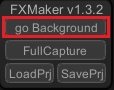 FXMaker v1.3.2
go Background
FullCapture
LoadPrj SavePrj